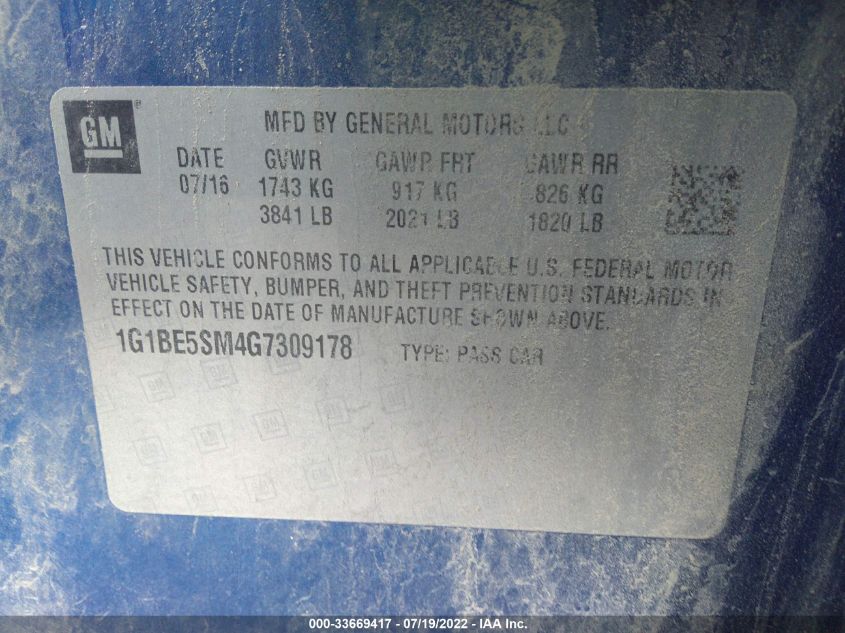 GM ® MFD BY GENERAL MOTORS LLC
DATE GVWR GAWR FRT GAWR RR
07/16 1743 KG 917 KG 826 KG
3841 LB 2021 LB 1820 LB
THIS VEHICLE CONFORMS TO ALL APPLICABLE U.S. FEDERAL MOTOR
VEHICLE SAFETY, BUMPER, AND THEFT PREVENTION STANDARDS IN
EFFECT ON THE DATE OF MANUFACTURE SHOWN ABOVE.
1G1BE5SM4G7309178 TYPE: PASS CAR
000-33669417 - 07/19/2022 - IAA Inc.